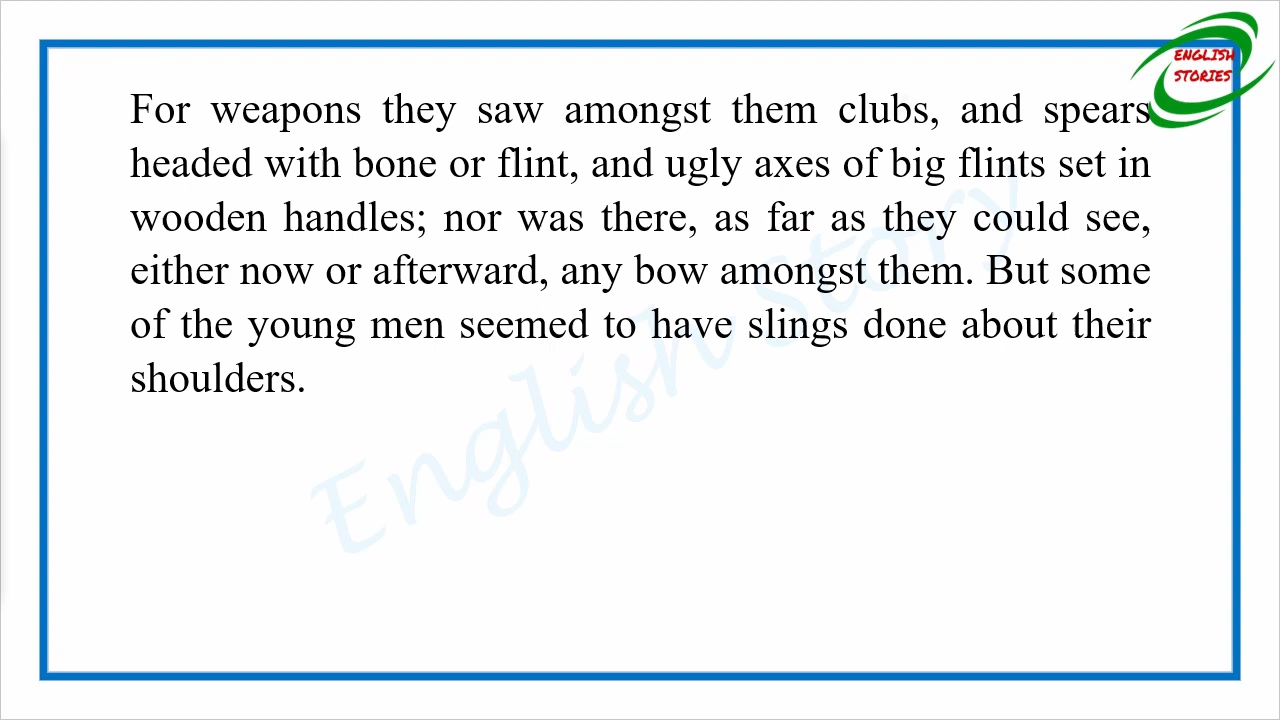 ENGLISH
STORIES
For weapons they saw amongst them clubs, and spears
headed with bone or flint, and ugly axes of big flints set in
wooden handles; nor was there, as far as they could see,
either now or afterward, any bow amongst them. But some
of the young men seemed to have slings done about their
shoulders.
English Story